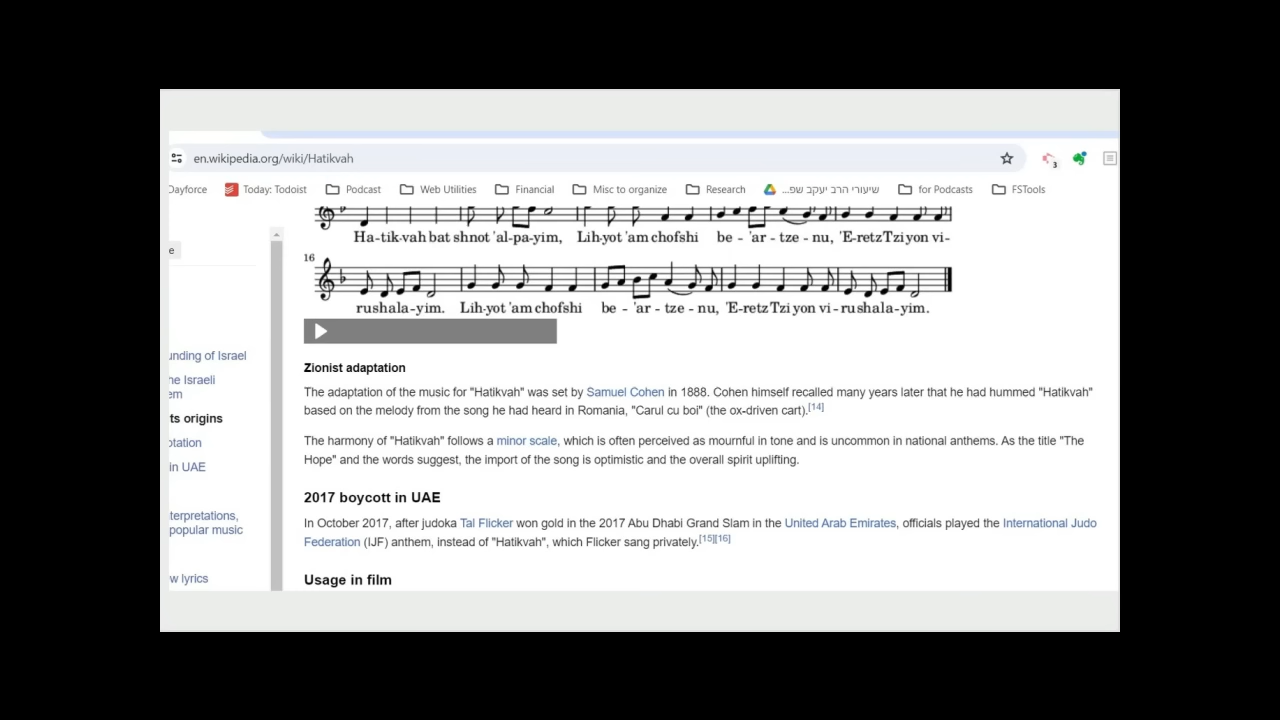 en.wikipedia.org/wiki/Hatikvah
3
Dayforce Today: Todoist Podcast Web Utilities Financial Misc to organize Research שיעורי הרב יעקב שפ... for Podcasts FSTools
Ha-tik-vah bat shnot 'al-pa-yim, Lih-yot 'am chofshi be - 'ar - tze - nu, 'E-retz Tzi yon vi-
16
rushala-yim. Lih-yot 'am chofshi be - 'ar - tze - nu, 'E-retz Tzi yon vi - rushala-yim.
Zionist adaptation
The adaptation of the music for "Hatikvah" was set by Samuel Cohen in 1888. Cohen himself recalled many years later that he had hummed "Hatikvah"
based on the melody from the song he had heard in Romania, "Carul cu boi" (the ox-driven cart).[14]
The harmony of "Hatikvah" follows a minor scale, which is often perceived as mournful in tone and is uncommon in national anthems. As the title "The
Hope" and the words suggest, the import of the song is optimistic and the overall spirit uplifting.
2017 boycott in UAE
In October 2017, after judoka Tal Flicker won gold in the 2017 Abu Dhabi Grand Slam in the United Arab Emirates, officials played the International Judo
Federation (IJF) anthem, instead of "Hatikvah", which Flicker sang privately.[15][16]
Usage in film
e
unding of Israel
he Israeli
em
ts origins
ptation
in UAE
terpretations,
popular music
w lyrics